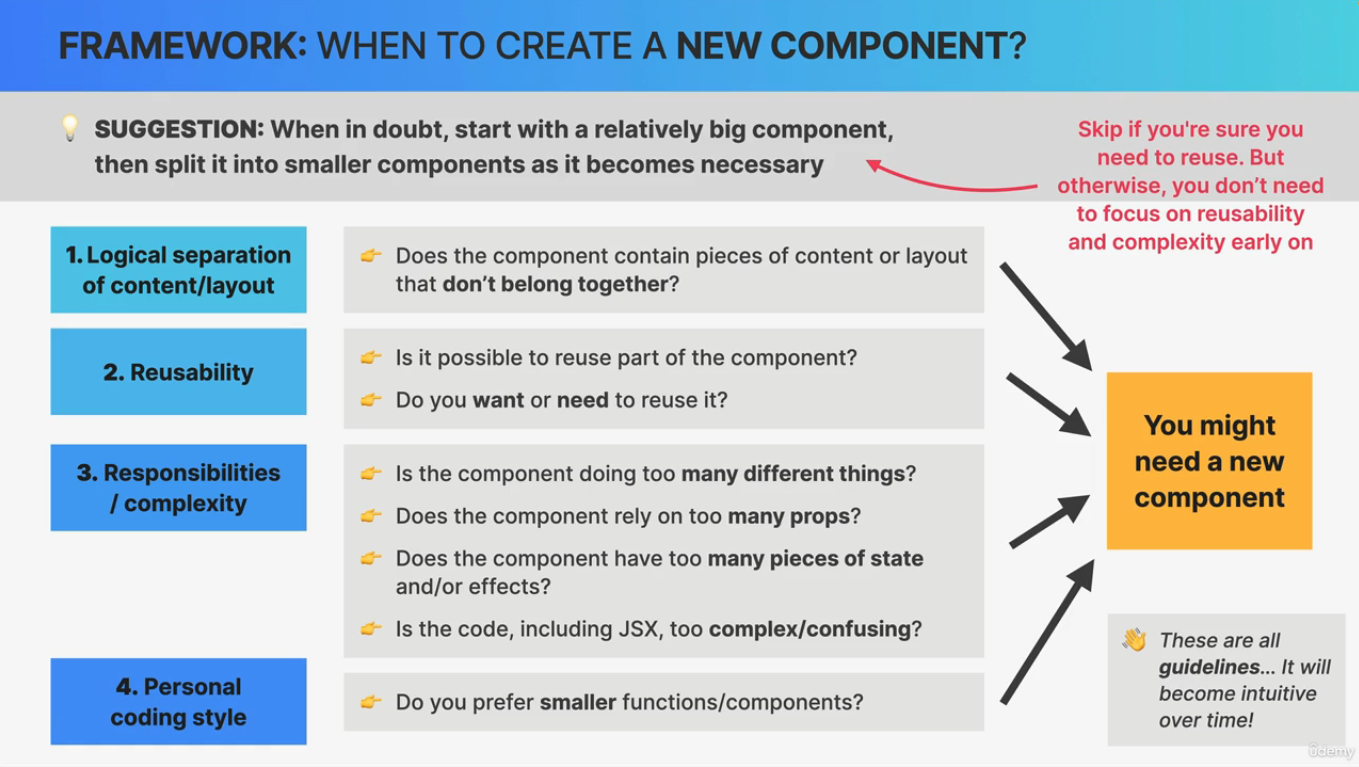 FRAMEWORK: WHEN TO CREATE A NEW COMPONENT?
SUGGESTION: When in doubt, start with a relatively big component,
then split it into smaller components as it becomes necessary
Skip if you're sure you
need to reuse. But
otherwise, you don’t need
to focus on reusability
and complexity early on
1. Logical separation
of content/layout
Does the component contain pieces of content or layout
that don’t belong together?
2. Reusability
Is it possible to reuse part of the component?
Do you want or need to reuse it?
3. Responsibilities
/ complexity
Is the component doing too many different things?
Does the component rely on too many props?
Does the component have too many pieces of state
and/or effects?
Is the code, including JSX, too complex/confusing?
4. Personal
coding style
Do you prefer smaller functions/components?
You might
need a new
component
These are all
guidelines... It will
become intuitive
over time!
ûdemy